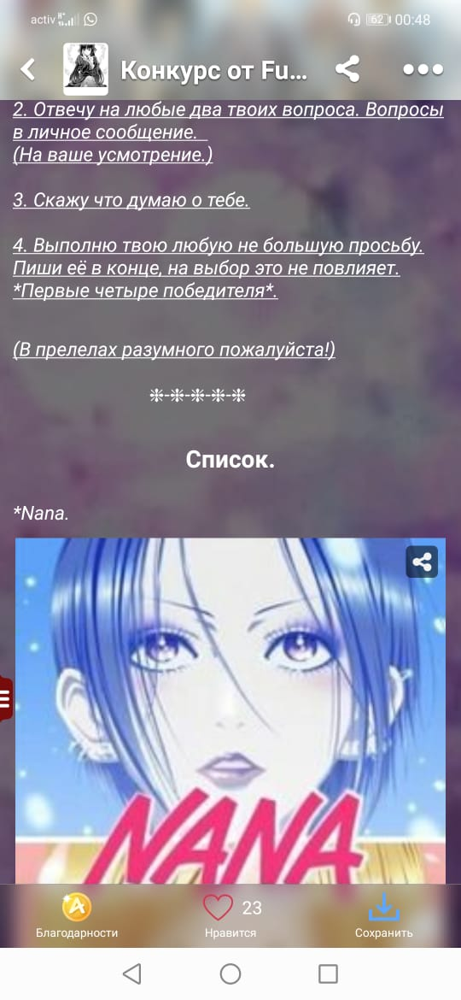 activ
62
00:48
Конкурс от Fu...
2. Отвечу на любые два твоих вопроса. Вопросы
в личное сообщение.
(На ваше усмотрение.)
3. Скажу что думаю о тебе.
4. Выполню твою любую не большую просьбу.
Пиши её в конце, на выбор это не повлияет.
*Первые четыре победителя*.
(В прелелах разумного пожалуйста!)
❉-❉-❉-❉-❉
Список.
*Nana.
NANA
23
Благодарности
Нравится
Сохранить